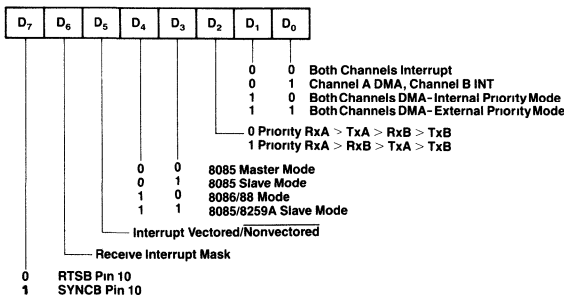 D7 D6 D5 D4 D3 D2 D1 D0
0 0 Both Channels Interrupt
0 1 Channel A DMA, Channel B INT
1 0 Both Channels DMA-Internal Priority Mode
1 1 Both Channels DMA-External Priority Mode
0 Priority RxA > TxA > RxB > TxB
1 Priority RxA > RxB > TxA > TxB
0 0 8085 Master Mode
0 1 8085 Slave Mode
1 0 8086/88 Mode
1 1 8085/8259A Slave Mode
Interrupt Vectored/Nonvectored
Receive Interrupt Mask
0 RTSB Pin 10
1 SYNCB Pin 10